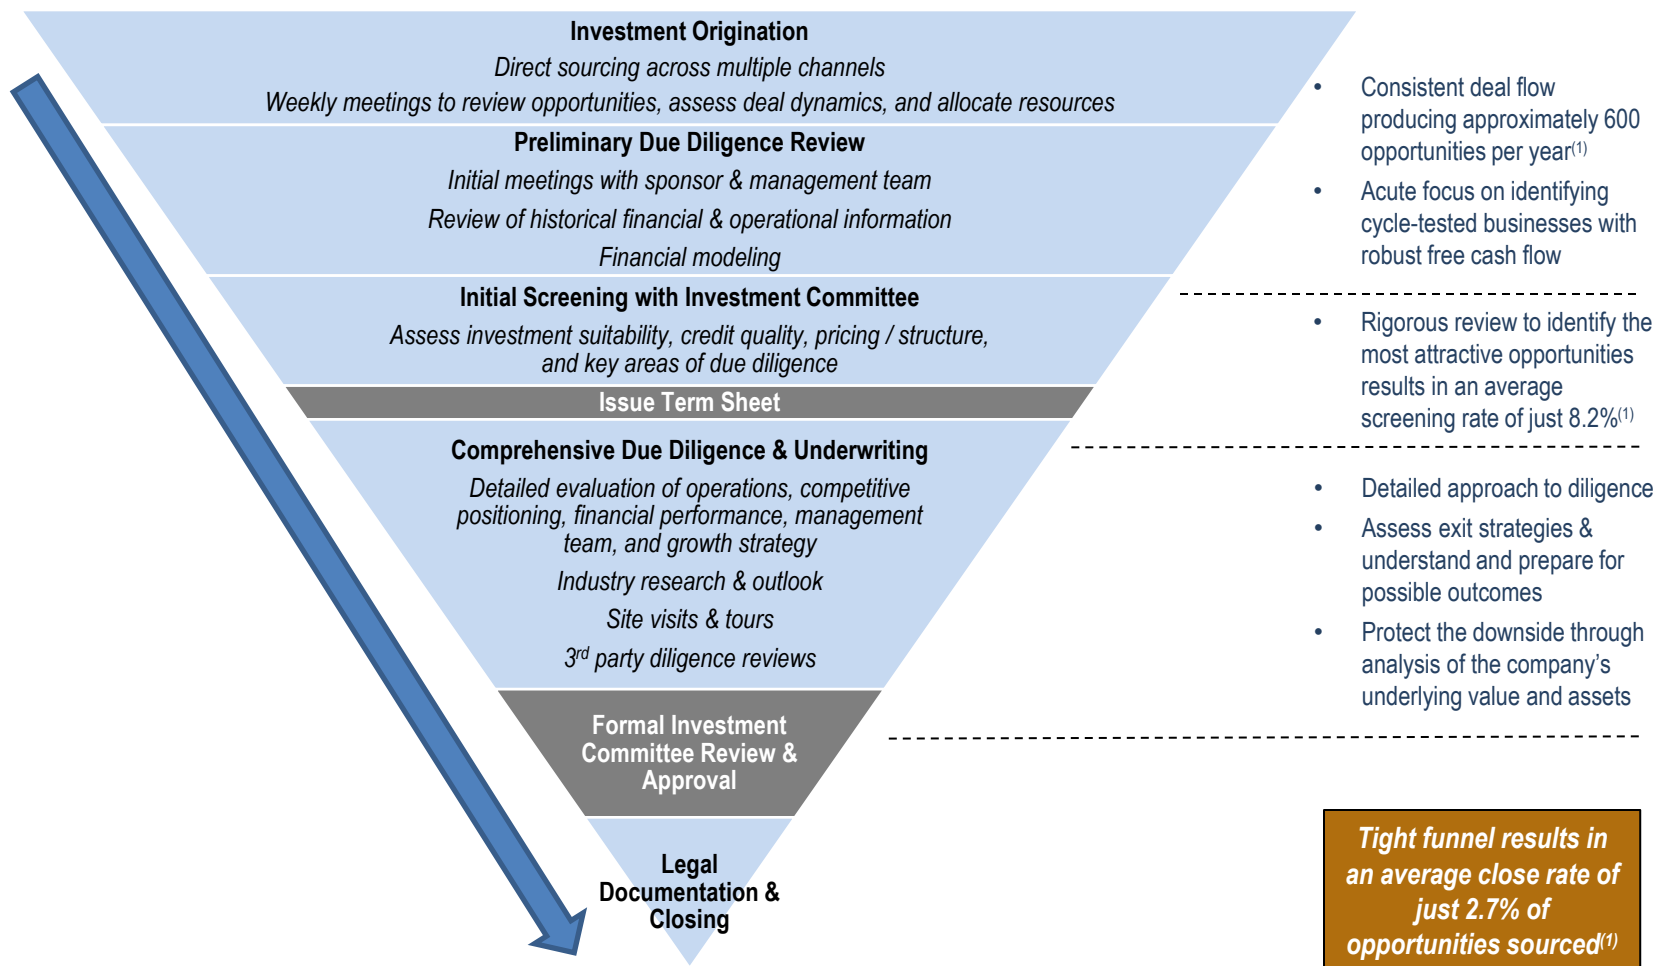 Investment Origination
Direct sourcing across multiple channels
Weekly meetings to review opportunities, assess deal dynamics, and allocate resources
Preliminary Due Diligence Review
Initial meetings with sponsor & management team
Review of historical financial & operational information
Financial modeling
Initial Screening with Investment Committee
Assess investment suitability, credit quality, pricing / structure,
and key areas of due diligence
Issue Term Sheet
Comprehensive Due Diligence & Underwriting
Detailed evaluation of operations, competitive
positioning, financial performance, management
team, and growth strategy
Industry research & outlook
Site visits & tours
3rd party diligence reviews
Formal Investment
Committee Review &
Approval
Legal
Documentation &
Closing
• Consistent deal flow
producing approximately 600
opportunities per year(1)
• Acute focus on identifying
cycle-tested businesses with
robust free cash flow
• Rigorous review to identify the
most attractive opportunities
results in an average
screening rate of just 8.2%(1)
• Detailed approach to diligence
• Assess exit strategies &
understand and prepare for
possible outcomes
• Protect the downside through
analysis of the company’s
underlying value and assets
Tight funnel results in
an average close rate of
just 2.7% of
opportunities sourced(1)